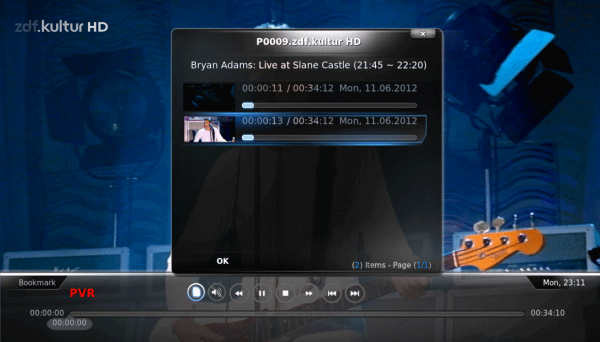 zdf.kultur HD
P0009.zdf.kultur HD
Bryan Adams: Live at Slane Castle (21:45 ~ 22:20)
00:00:11 / 00:34:12 Mon, 11.06.2012
00:00:13 / 00:34:12 Mon, 11.06.2012
OK
(2) Items - Page (1/1)
Bookmark
Mon, 23:11
PVR
00:00:00
00:34:10
00:00:00